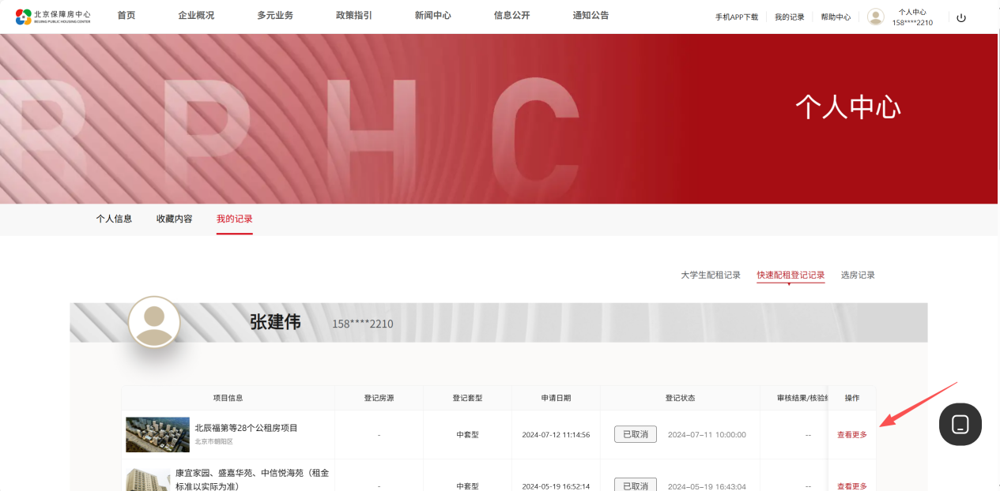 北京保障房中心
BEIJING PUBLIC HOUSING CENTER
首页 企业概况 多元业务 政策指引 新闻中心 信息公开 通知公告
手机APP下载 我的记录 帮助中心 个人中心
158****2210
R P H C
个人中心
个人信息 收藏内容 我的记录
大学生配租记录 快速配租登记记录 选房记录
张建伟 158****2210
项目信息 登记房源 登记套型 申请日期 登记状态 审核结果/核验 操作
北辰福第等28个公租房项目
北京市朝阳区
- 中套型 2024-07-12 11:14:56 已取消 2024-07-11 10:00:00 -- 查看更多
康宜家园、盛嘉华苑、中信悦海苑（租金
标准以实际为准）
- 中套型 2024-05-19 16:52:14 已取消 2024-05-19 16:43:04 -- 查看更多